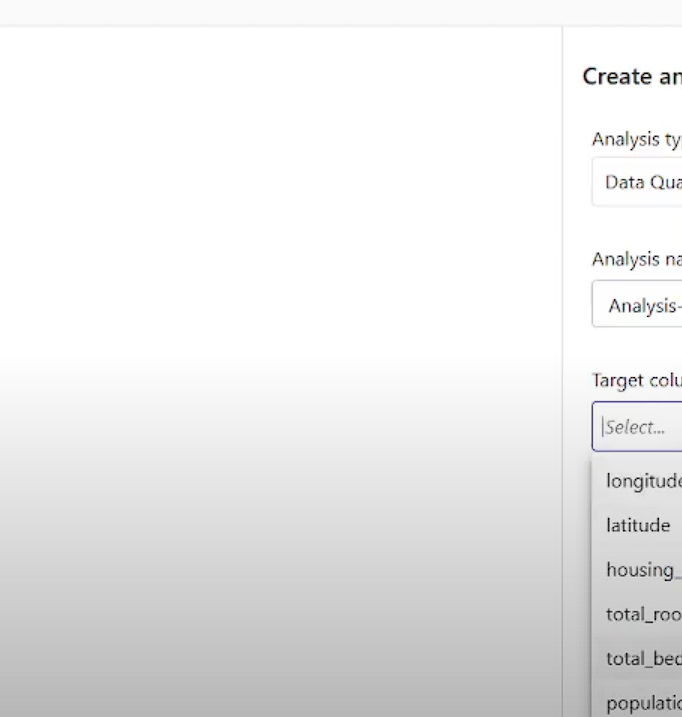 Create an
Analysis ty
Data Qua
Analysis na
Analysis-
Target colu
Select...
longitude
latitude
housing_
total_roo
total_bed
populatio